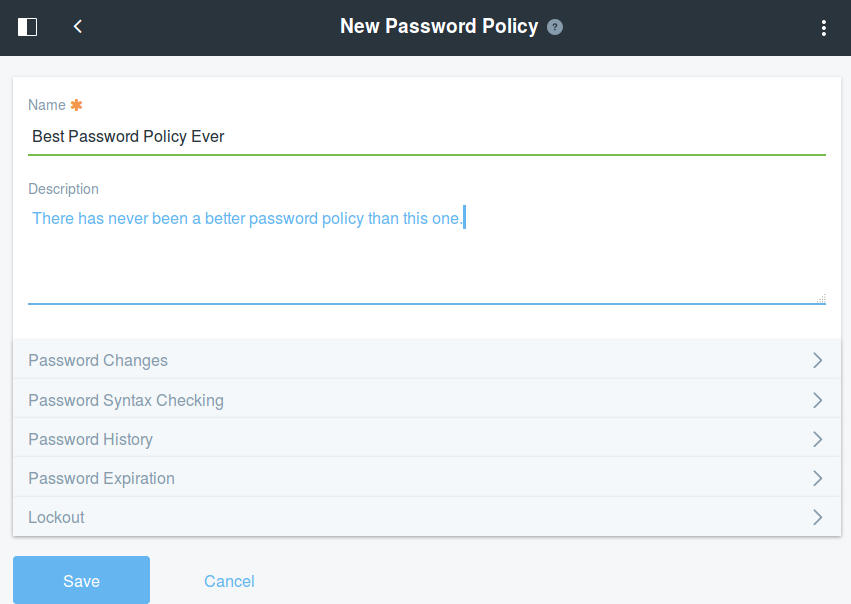 New Password Policy ?
Name ✱
Best Password Policy Ever
Description
There has never been a better password policy than this one.
Password Changes
Password Syntax Checking
Password History
Password Expiration
Lockout
Save Cancel